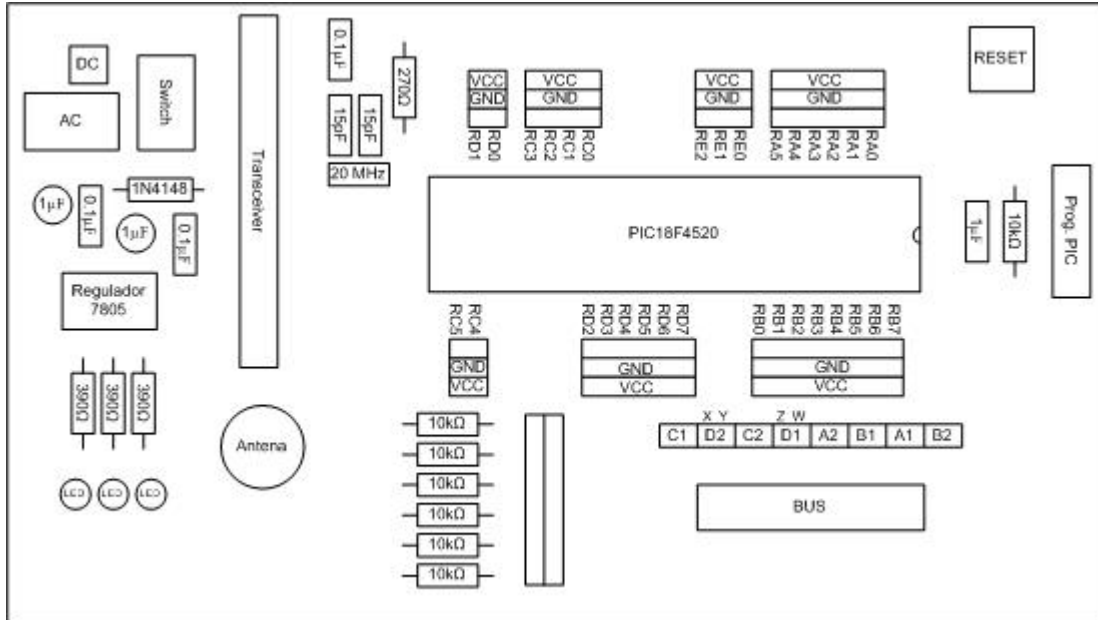 DC
AC
Switch
Transceiver
0.1µF
270Ω
15pF
15pF
20 MHz
VCC
GND
RD1
RD0
VCC
GND
RC3
RC2
RC1
RC0
VCC
GND
RE2
RE1
RE0
VCC
GND
RA5
RA4
RA3
RA2
RA1
RA0
RESET
1N4148
1µF
0.1µF
1µF
0.1µF
Regulador
7805
PIC18F4520
1µF
10kΩ
Prog. PIC
RC5
RC4
GND
VCC
RD2
RD3
RD4
RD5
RD6
RD7
GND
VCC
RB0
RB1
RB2
RB3
RB4
RB5
RB6
RB7
GND
VCC
390Ω
390Ω
390Ω
LED
LED
LED
Antena
10kΩ
10kΩ
10kΩ
10kΩ
10kΩ
10kΩ
X Y Z W
C1 D2 C2 D1 A2 B1 A1 B2
BUS